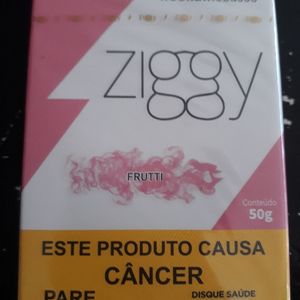 ziggy
FRUTTI
Conteúdo
50g
ESTE PRODUTO CAUSA
CÂNCER
PARE
DISQUE SAÚDE